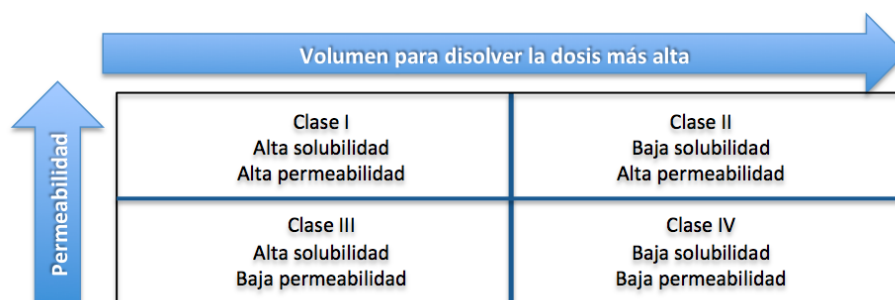 Volumen para disolver la dosis más alta
Permeabilidad
Clase I
Alta solubilidad
Alta permeabilidad
Clase II
Baja solubilidad
Alta permeabilidad
Clase III
Alta solubilidad
Baja permeabilidad
Clase IV
Baja solubilidad
Baja permeabilidad